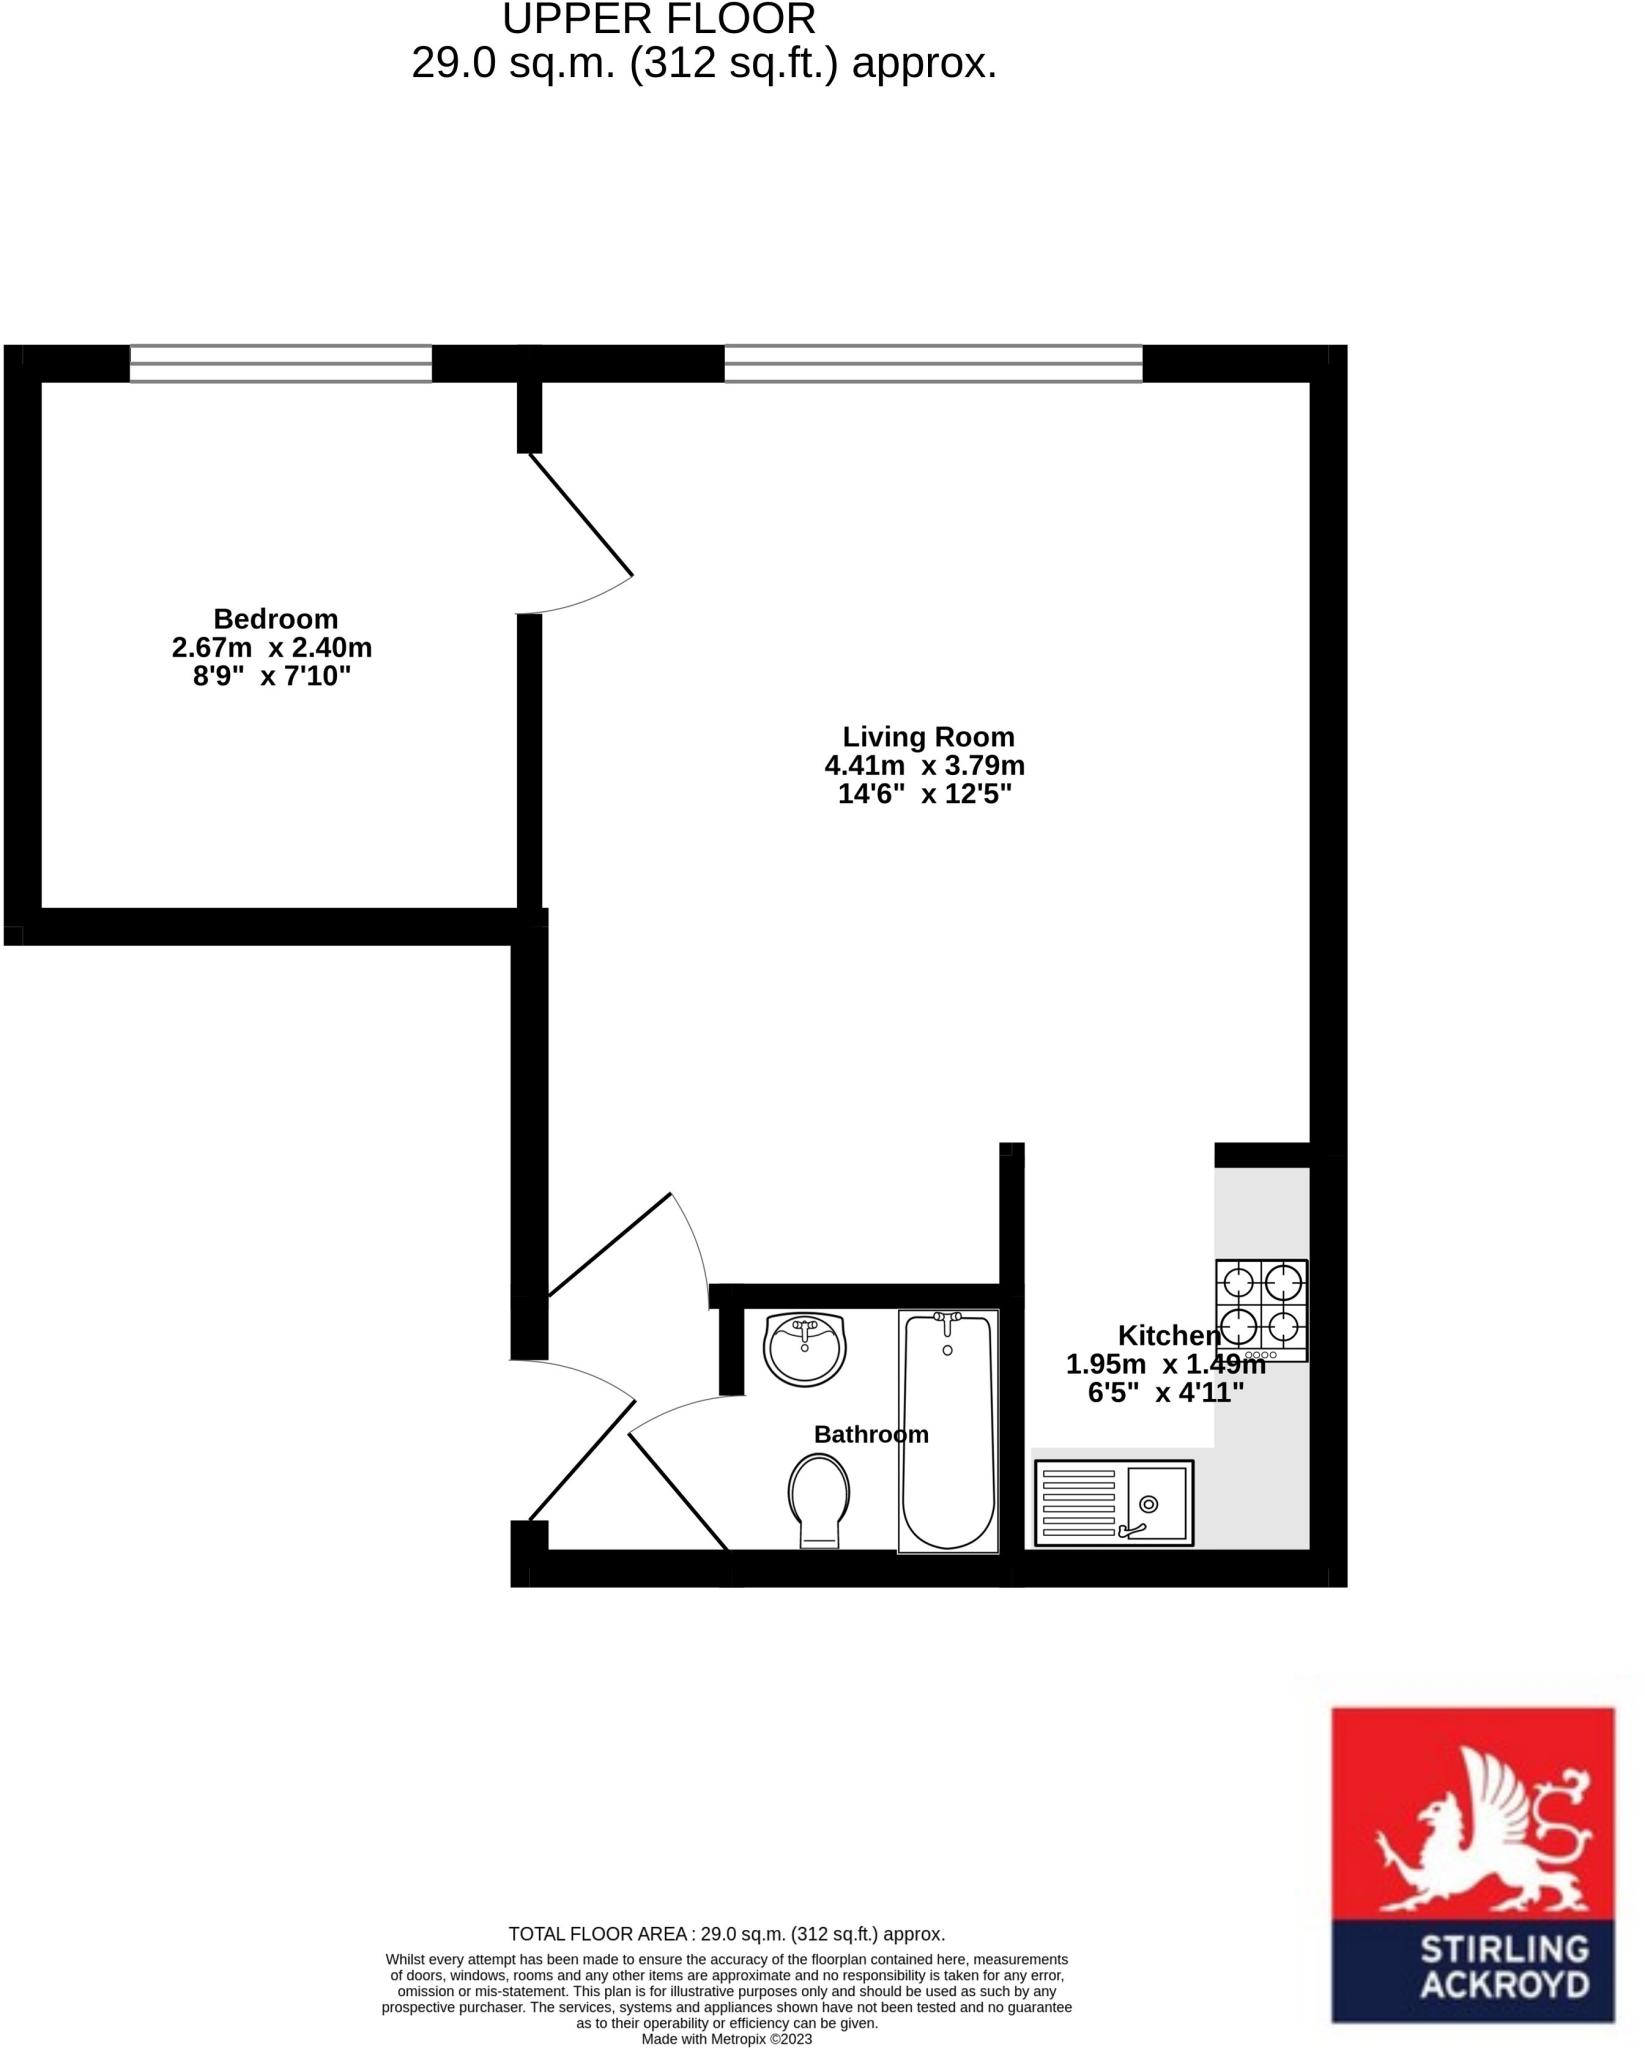 UPPER FLOOR
29.0 sq.m. (312 sq.ft.) approx.
Bedroom
2.67m x 2.40m
8'9" x 7'10"
Living Room
4.41m x 3.79m
14'6" x 12'5"
Kitchen
1.95m x 1.49m
6'5" x 4'11"
Bathroom
TOTAL FLOOR AREA : 29.0 sq.m. (312 sq.ft.) approx.
Whilst every attempt has been made to ensure the accuracy of the floorplan contained here, measurements
of doors, windows, rooms and any other items are approximate and no responsibility is taken for any error,
omission or mis-statement. This plan is for illustrative purposes only and should be used as such by any
prospective purchaser. The services, systems and appliances shown have not been tested and no guarantee
as to their operability or efficiency can be given.
Made with Metropix ©2023
STIRLING
ACKROYD